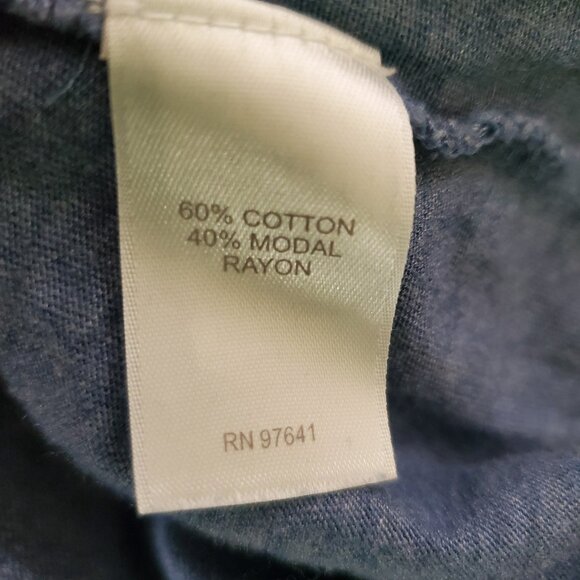 60% COTTON
40% MODAL
RAYON
RN 97641